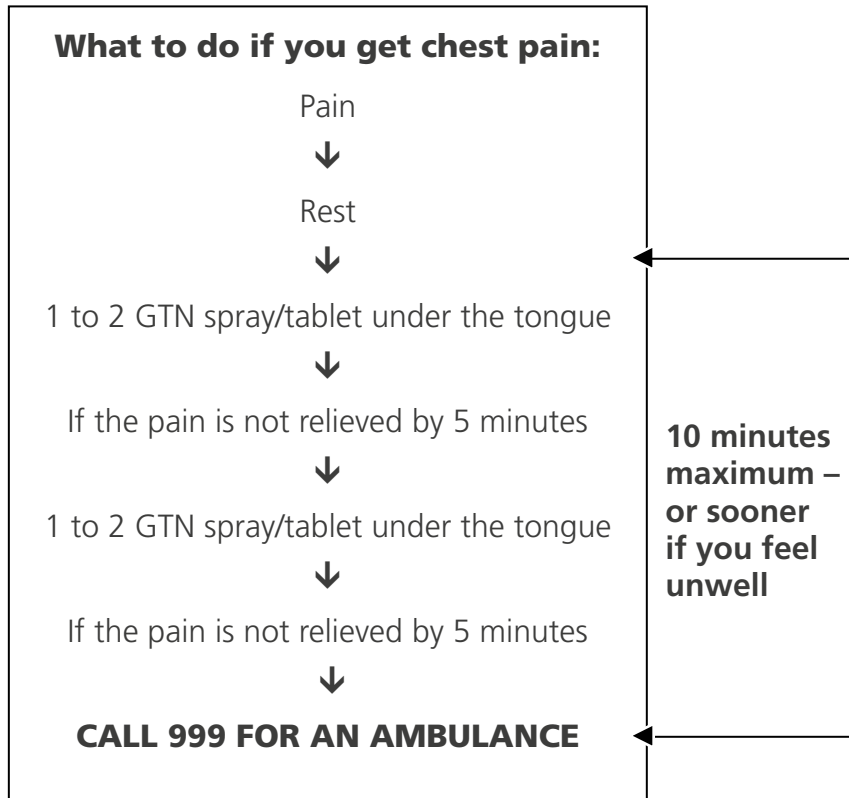 What to do if you get chest pain:
Pain
Rest
1 to 2 GTN spray/tablet under the tongue
If the pain is not relieved by 5 minutes
1 to 2 GTN spray/tablet under the tongue
If the pain is not relieved by 5 minutes
CALL 999 FOR AN AMBULANCE
10 minutes
maximum –
or sooner
if you feel
unwell